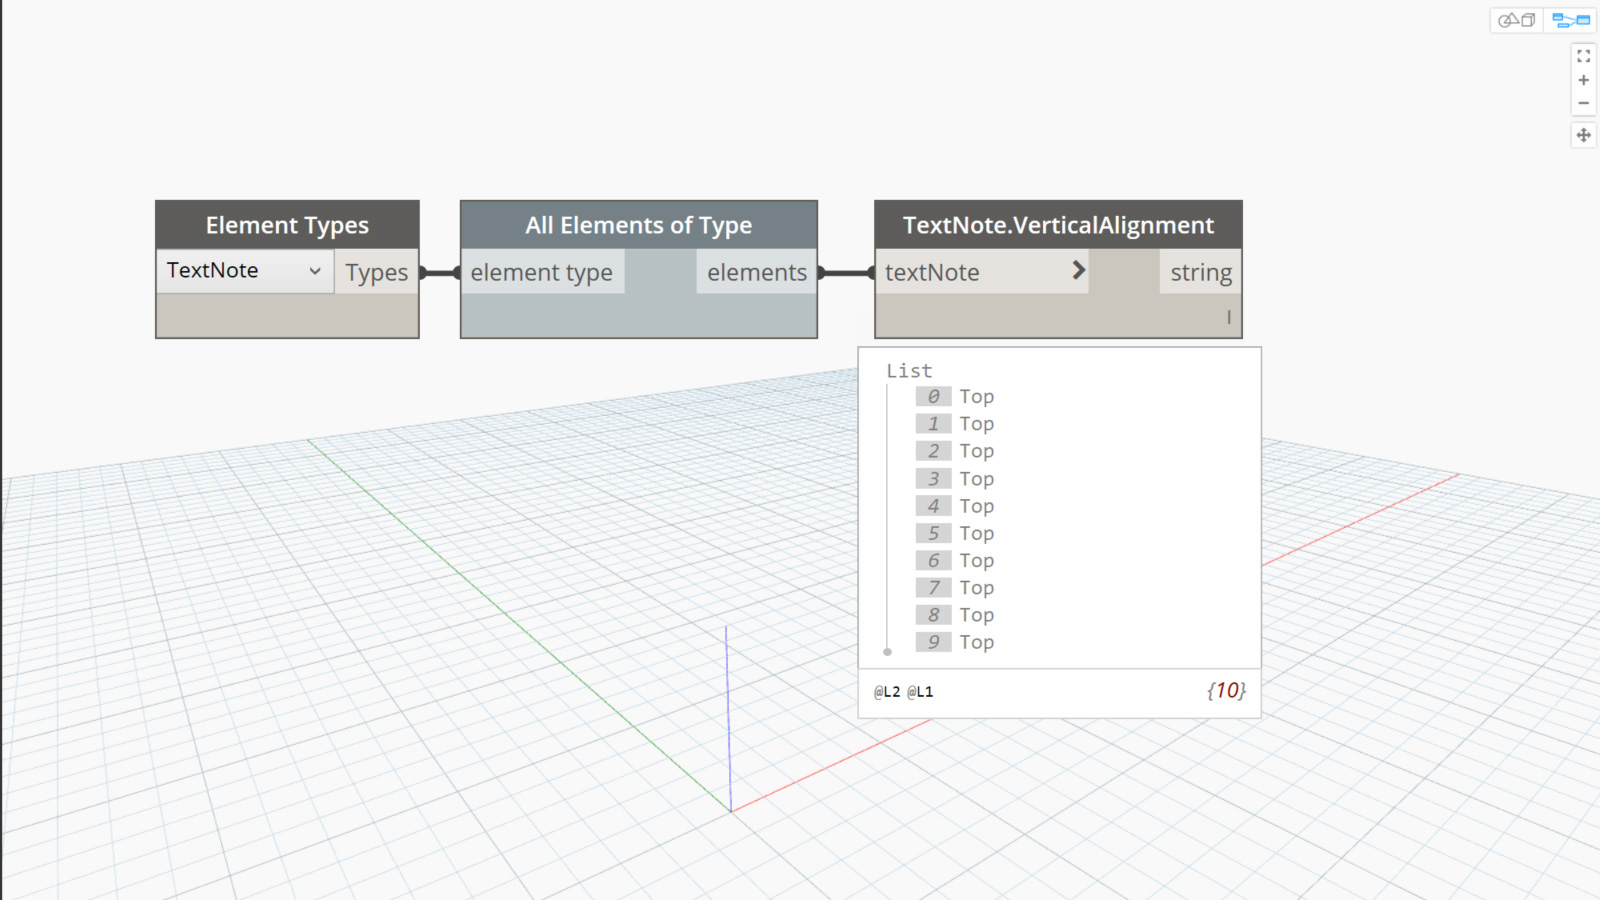 Element Types
TextNote
Types
All Elements of Type
element type
elements
TextNote.VerticalAlignment
textNote
string
List
0 Top
1 Top
2 Top
3 Top
4 Top
5 Top
6 Top
7 Top
8 Top
9 Top
@L2 @L1
{10}